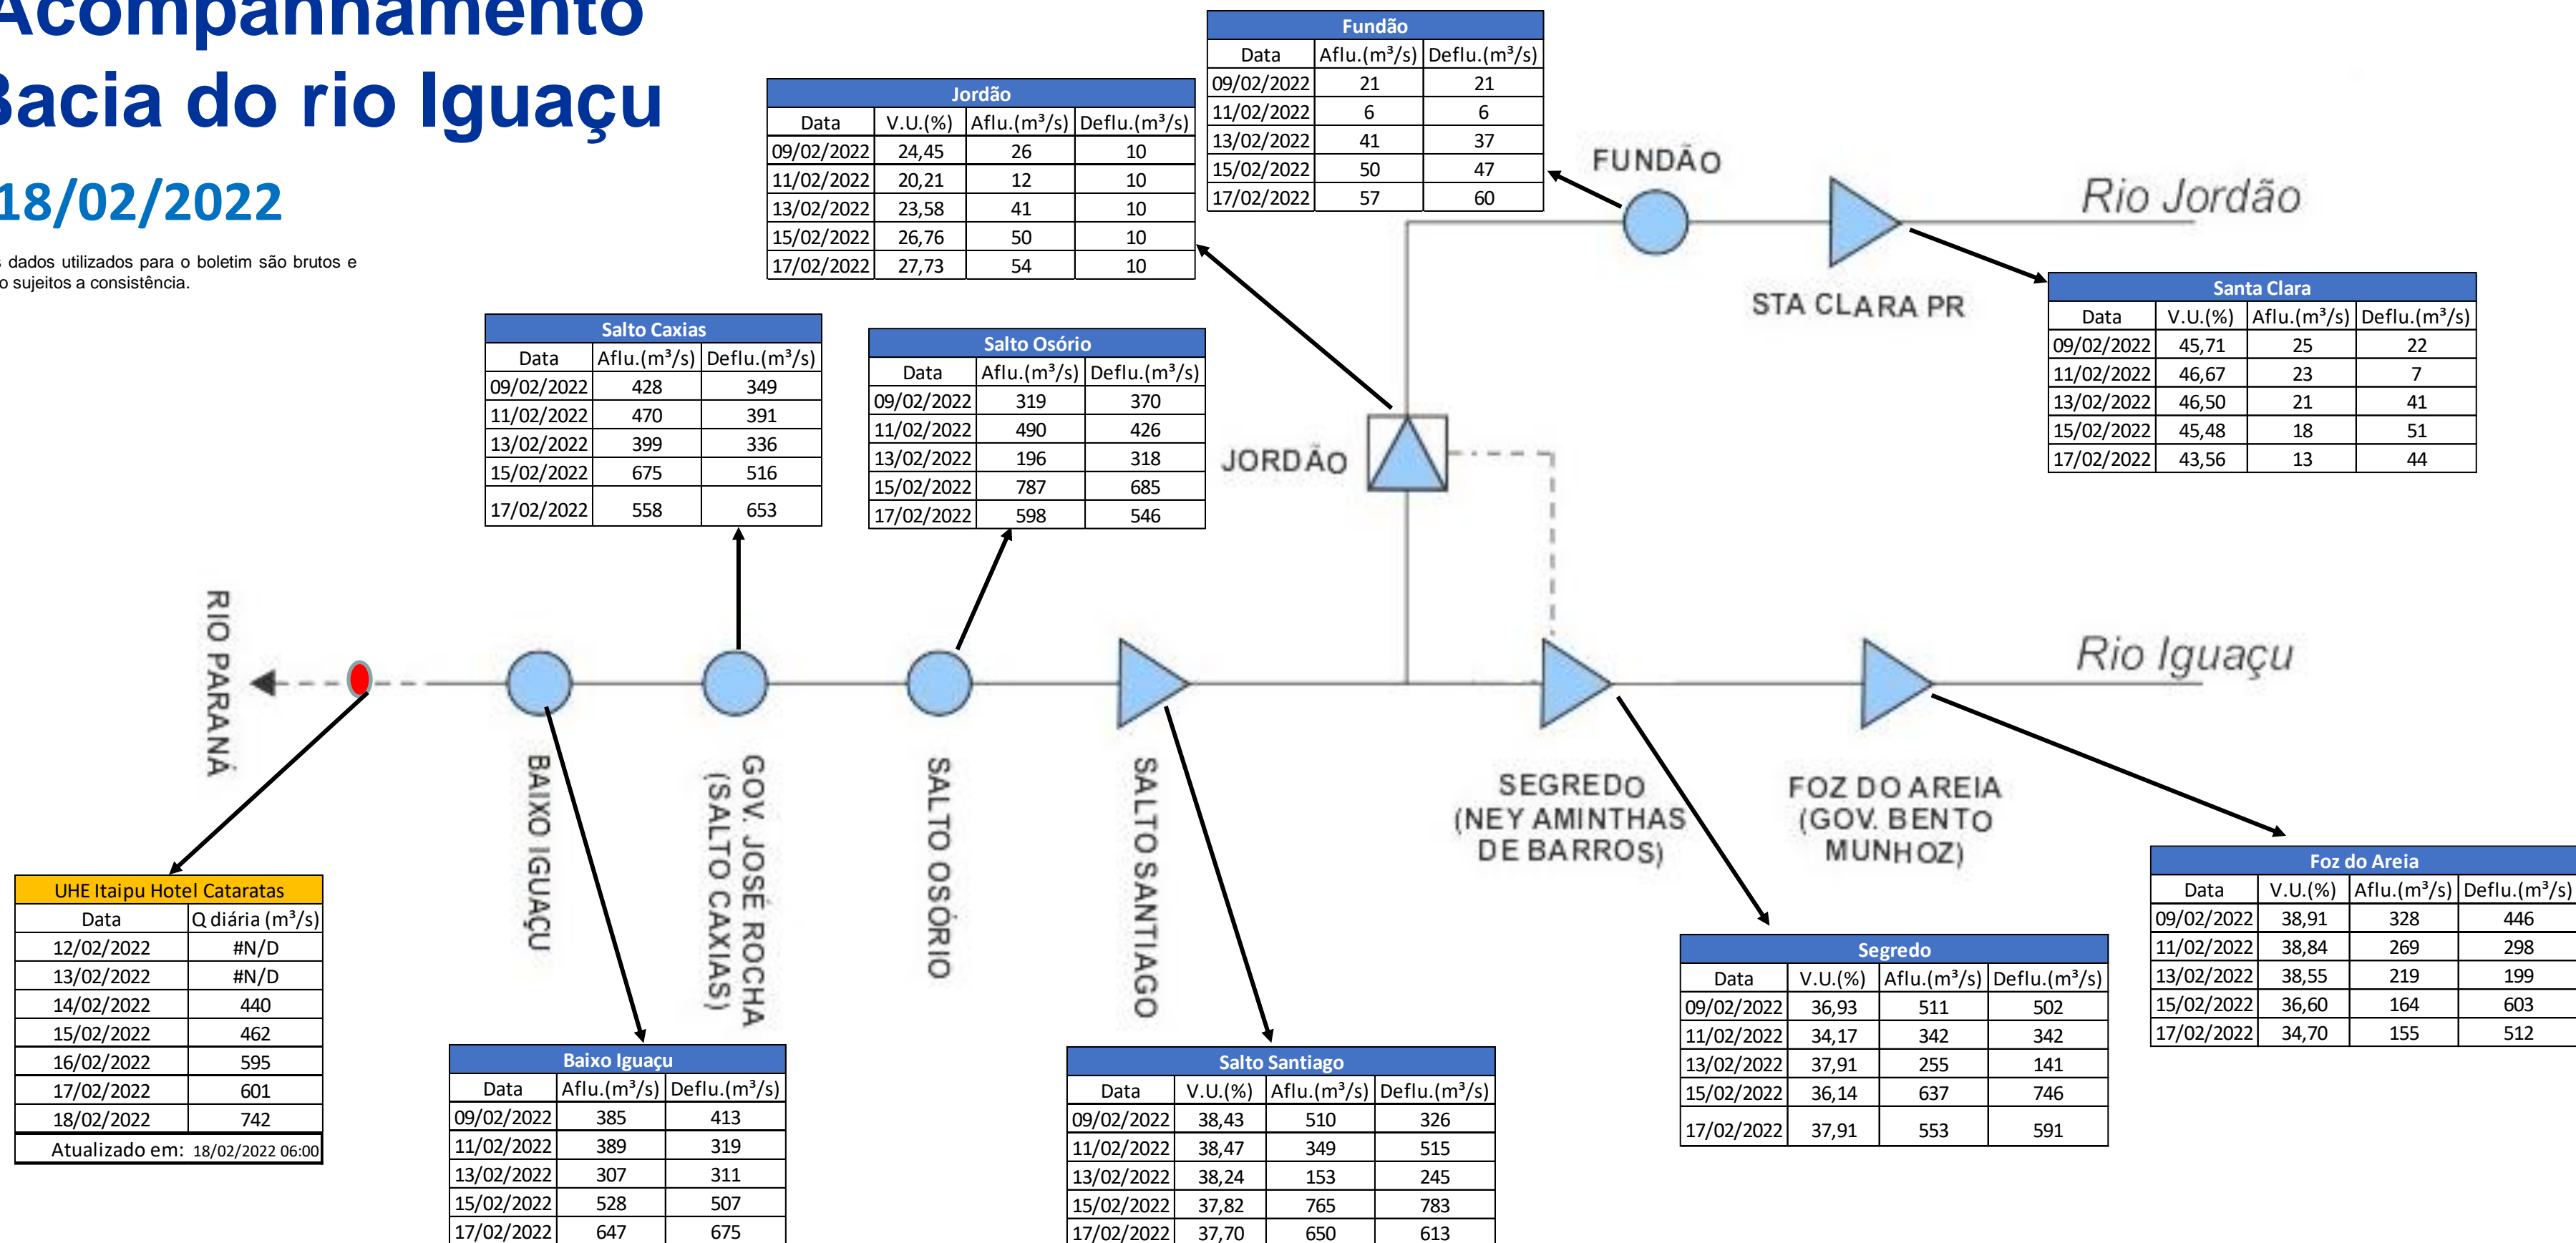 Acompanhamento
Bacia do rio Iguaçu
18/02/2022
s dados utilizados para o boletim são brutos e
o sujeitos a consistência.
Fundão
Data Aflu.(m³/s) Deflu.(m³/s)
09/02/2022 21 21
11/02/2022 6 6
13/02/2022 41 37
15/02/2022 50 47
17/02/2022 57 60
Jordão
Data V.U.(%) Aflu.(m³/s) Deflu.(m³/s)
09/02/2022 24,45 26 10
11/02/2022 20,21 12 10
13/02/2022 23,58 41 10
15/02/2022 26,76 50 10
17/02/2022 27,73 54 10
FUNDÃO
STA CLARA PR
Rio Jordão
Santa Clara
Data V.U.(%) Aflu.(m³/s) Deflu.(m³/s)
09/02/2022 45,71 25 22
11/02/2022 46,67 23 7
13/02/2022 46,50 21 41
15/02/2022 45,48 18 51
17/02/2022 43,56 13 44
Salto Caxias
Data Aflu.(m³/s) Deflu.(m³/s)
09/02/2022 428 349
11/02/2022 470 391
13/02/2022 399 336
15/02/2022 675 516
17/02/2022 558 653
Salto Osório
Data Aflu.(m³/s) Deflu.(m³/s)
09/02/2022 319 370
11/02/2022 490 426
13/02/2022 196 318
15/02/2022 787 685
17/02/2022 598 546
JORDÃO
RIO PARANÁ
BAIXO IGUAÇU
GOV. JOSÉ ROCHA
(SALTO CAXIAS)
SALTO OSÓRIO
SALTO SANTIAGO
SEGREDO
(NEY AMINTHAS
DE BARROS)
FOZ DO AREIA
(GOV. BENTO
MUNHOZ)
Rio Iguaçu
UHE Itaipu Hotel Cataratas
Data Q diária (m³/s)
12/02/2022 #N/D
13/02/2022 #N/D
14/02/2022 440
15/02/2022 462
16/02/2022 595
17/02/2022 601
18/02/2022 742
Atualizado em: 18/02/2022 06:00
Baixo Iguaçu
Data Aflu.(m³/s) Deflu.(m³/s)
09/02/2022 385 413
11/02/2022 389 319
13/02/2022 307 311
15/02/2022 528 507
17/02/2022 647 675
Salto Santiago
Data V.U.(%) Aflu.(m³/s) Deflu.(m³/s)
09/02/2022 38,43 510 326
11/02/2022 38,47 349 515
13/02/2022 38,24 153 245
15/02/2022 37,82 765 783
17/02/2022 37,70 650 613
Segredo
Data V.U.(%) Aflu.(m³/s) Deflu.(m³/s)
09/02/2022 36,93 511 502
11/02/2022 34,17 342 342
13/02/2022 37,91 255 141
15/02/2022 36,14 637 746
17/02/2022 37,91 553 591
Foz do Areia
Data V.U.(%) Aflu.(m³/s) Deflu.(m³/s)
09/02/2022 38,91 328 446
11/02/2022 38,84 269 298
13/02/2022 38,55 219 199
15/02/2022 36,60 164 603
17/02/2022 34,70 155 512